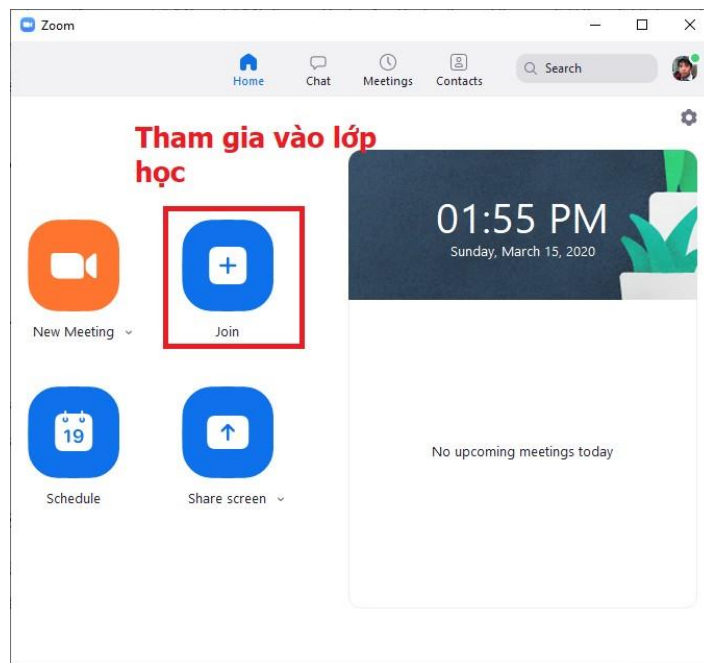 Zoom
Home
Chat
Meetings
Contacts
Search
Tham gia vào lớp
học
01:55 PM
Sunday, March 15, 2020
New Meeting
Join
19
Schedule
Share screen
No upcoming meetings today